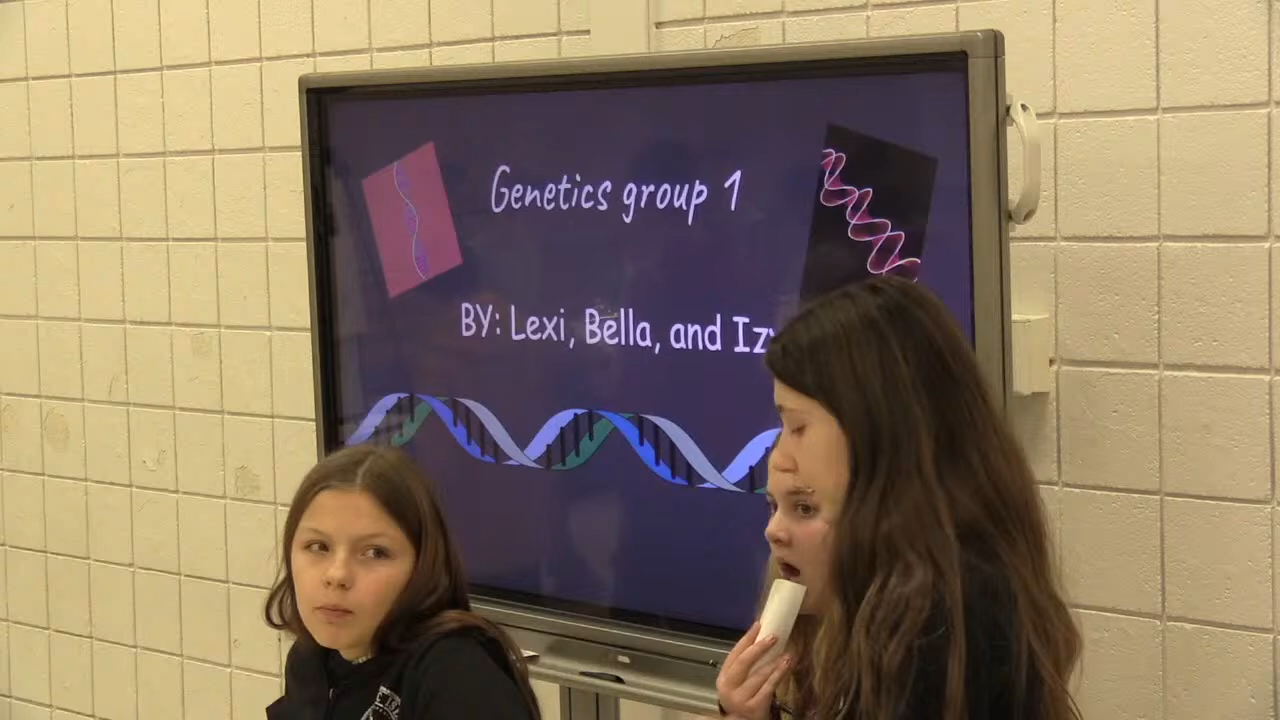 Genetics group 1
BY: Lexi, Bella, and